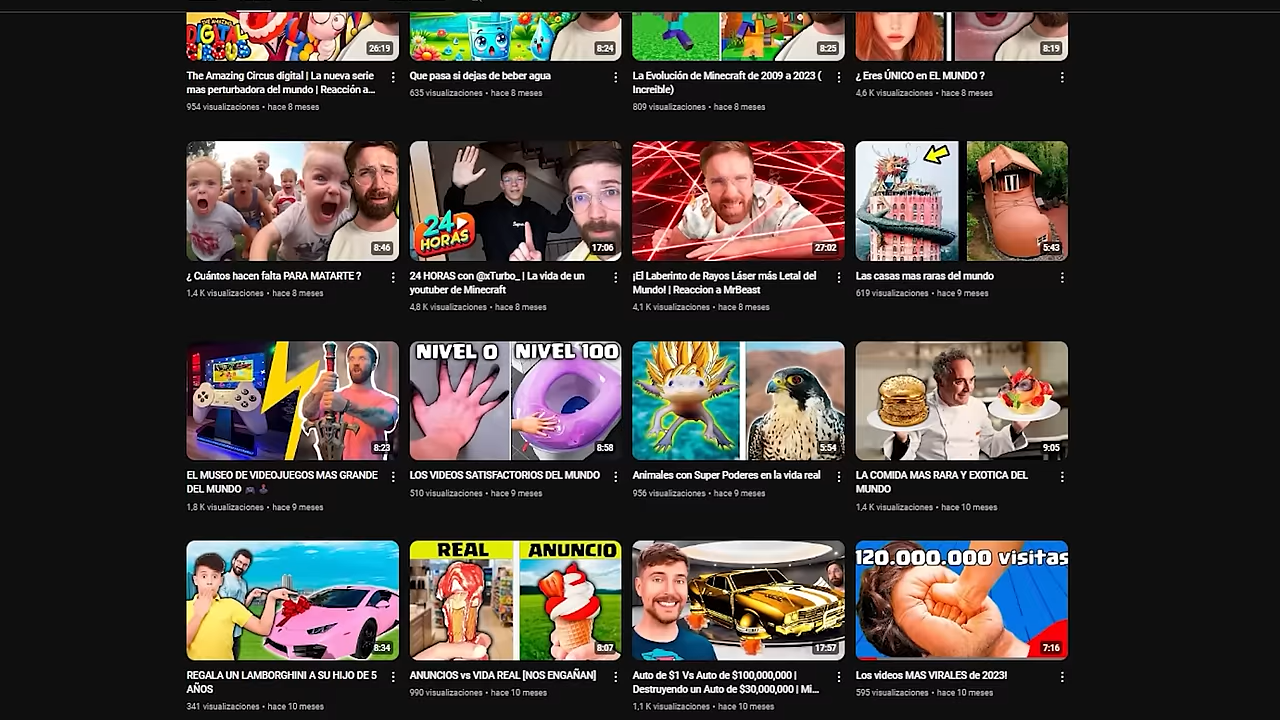 THE AMAZING
DIGITAL
CIRCUS
26:19
8:24
8:25
8:19
The Amazing Circus digital | La nueva serie
mas perturbadora del mundo | Reacción a...
954 visualizaciones • hace 8 meses
Que pasa si dejas de beber agua
635 visualizaciones • hace 8 meses
La Evolución de Minecraft de 2009 a 2023 (
Increible)
809 visualizaciones • hace 8 meses
¿ Eres ÚNICO en EL MUNDO ?
4,6 K visualizaciones • hace 8 meses
8:46
24
HORAS
17:06
27:02
5:43
¿ Cuántos hacen falta PARA MATARTE ?
1,4 K visualizaciones • hace 8 meses
24 HORAS con @xTurbo_ | La vida de un
youtuber de Minecraft
4,8 K visualizaciones • hace 8 meses
¡El Laberinto de Rayos Láser más Letal del
Mundo! | Reaccion a MrBeast
4,1 K visualizaciones • hace 8 meses
Las casas mas raras del mundo
619 visualizaciones • hace 9 meses
8:23
NIVEL 0 NIVEL 100
8:58
5:54
9:05
EL MUSEO DE VIDEOJUEGOS MAS GRANDE
DEL MUNDO 🎮 🕹️
1,8 K visualizaciones • hace 9 meses
LOS VIDEOS SATISFACTORIOS DEL MUNDO
510 visualizaciones • hace 9 meses
Animales con Super Poderes en la vida real
956 visualizaciones • hace 9 meses
LA COMIDA MAS RARA Y EXOTICA DEL
MUNDO
1,4 K visualizaciones • hace 10 meses
8:34
REAL ANUNCIO
8:07
17:57
120.000.000 visitas
7:16
REGALA UN LAMBORGHINI A SU HIJO DE 5
AÑOS
341 visualizaciones • hace 10 meses
ANUNCIOS vs VIDA REAL [NOS ENGAÑAN]
990 visualizaciones • hace 10 meses
Auto de $1 Vs Auto de $100,000,000 |
Destruyendo un Auto de $30,000,000 | Mi...
1,1 K visualizaciones • hace 10 meses
Los videos MAS VIRALES de 2023!
595 visualizaciones • hace 10 meses